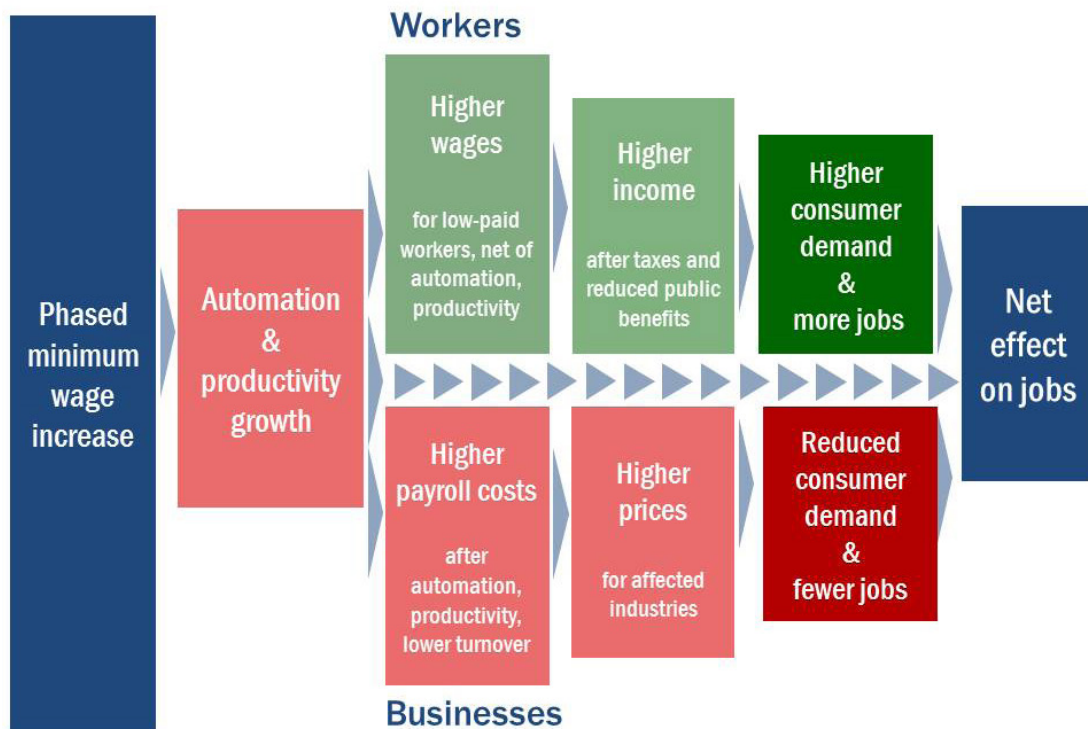 Workers
Phased
minimum
wage
increase
Automation
&
productivity
growth
Higher
wages
for low-paid
workers, net of
automation,
productivity
Higher
income
after taxes and
reduced public
benefits
Higher
consumer
demand
&
more jobs
Higher
payroll costs
after
automation,
productivity,
lower turnover
Higher
prices
for affected
industries
Reduced
consumer
demand
&
fewer jobs
Net
effect
on jobs
Businesses